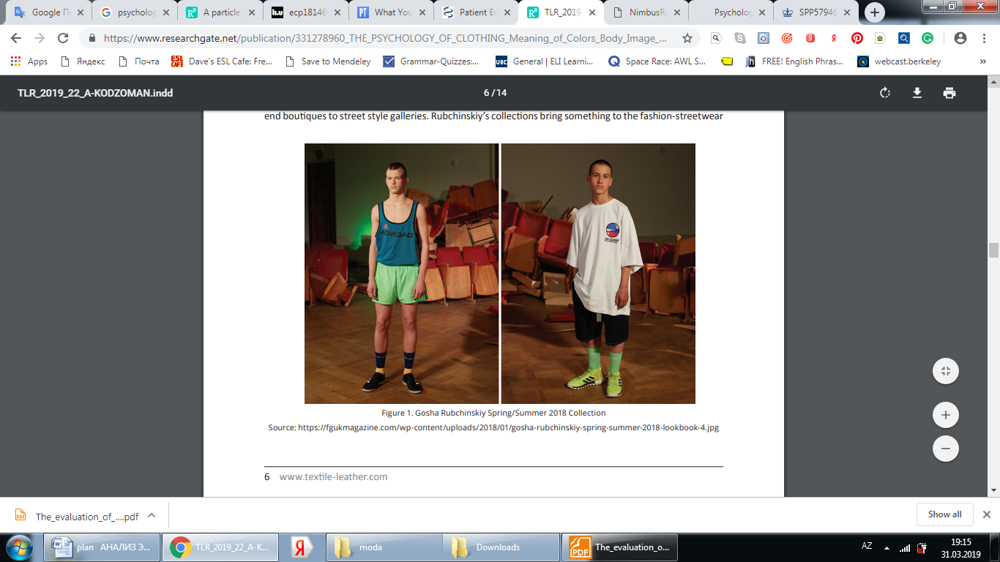 Google П
psycholog
A particle
ecp18146
What You
Patient Ev
TLR_2019
NimbusRo
Psycholog
SPP57946
https://www.researchgate.net/publication/331278960_THE_PSYCHOLOGY_OF_CLOTHING_Meaning_of_Colors_Body_Image_...
Apps Яндекс Почта Dave's ESL Cafe: Fre... Save to Mendeley Grammar-Quizzes:... General | ELI Learni... Space Race: AWL S... FREE! English Phras... webcast.berkeley
TLR_2019_22_A-KODZOMAN.indd
6 / 14
end boutiques to street style galleries. Rubchinskiy's collections bring something to the fashion-streetwear
Figure 1. Gosha Rubchinskiy Spring/Summer 2018 Collection
Source: https://fgukmagazine.com/wp-content/uploads/2018/01/gosha-rubchinskiy-spring-summer-2018-lookbook-4.jpg
6 www.textile-leather.com
The_evaluation_of_....pdf
Show all
plan АНАЛИЗ Э...
TLR_2019_22_A-K...
moda
Downloads
The_evaluation_o...
AZ
19:15
31.03.2019